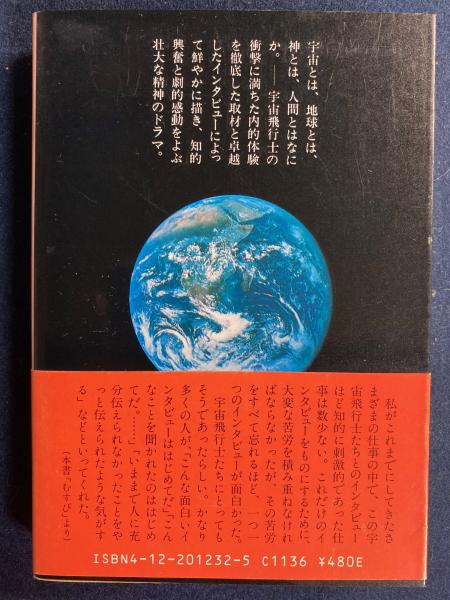 宇宙とは、地球とは、
神とは、人間とはなに
か。――宇宙飛行士の
衝撃に満ちた内的体験
を徹底した取材と卓越
したインタビューによっ
て鮮やかに描き、知的
興奮と劇的感動をよぶ
壮大な精神のドラマ。
私がこれまでにしてきたさ
まざまの仕事の中で、この宇
宙飛行士たちとのインタビュー
ほど知的に刺激的であった仕
事は数少ない。これだけのイ
ンタビューをものにするために、
大変な苦労を積み重ねなけれ
ばならなかったが、その苦労
をすべて忘れるほど、一つ一
つのインタビューが面白かった。
宇宙飛行士たちにとっても
そうであったらしい。かなり
多くの人が、「こんな面白いイ
ンタビューははじめてだ」「こん
なことを聞かれたのははじめ
てだ……」「いままで人に充
分伝えられなかったことをや
っと伝えられたような気がす
る」などといってくれた。
(本書「むすび」より)
ISBN4-12-201232-5 C1136 ¥480E